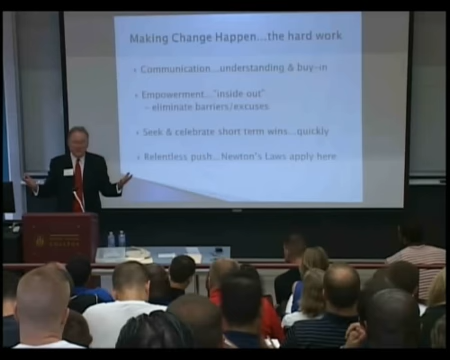 Making Change Happen...the hard work
Communication...understanding & buy-in
Empowerment..."inside out"
- eliminate barriers/excuses
Seek & celebrate short term wins...quickly
Relentless push...Newton's Laws apply here